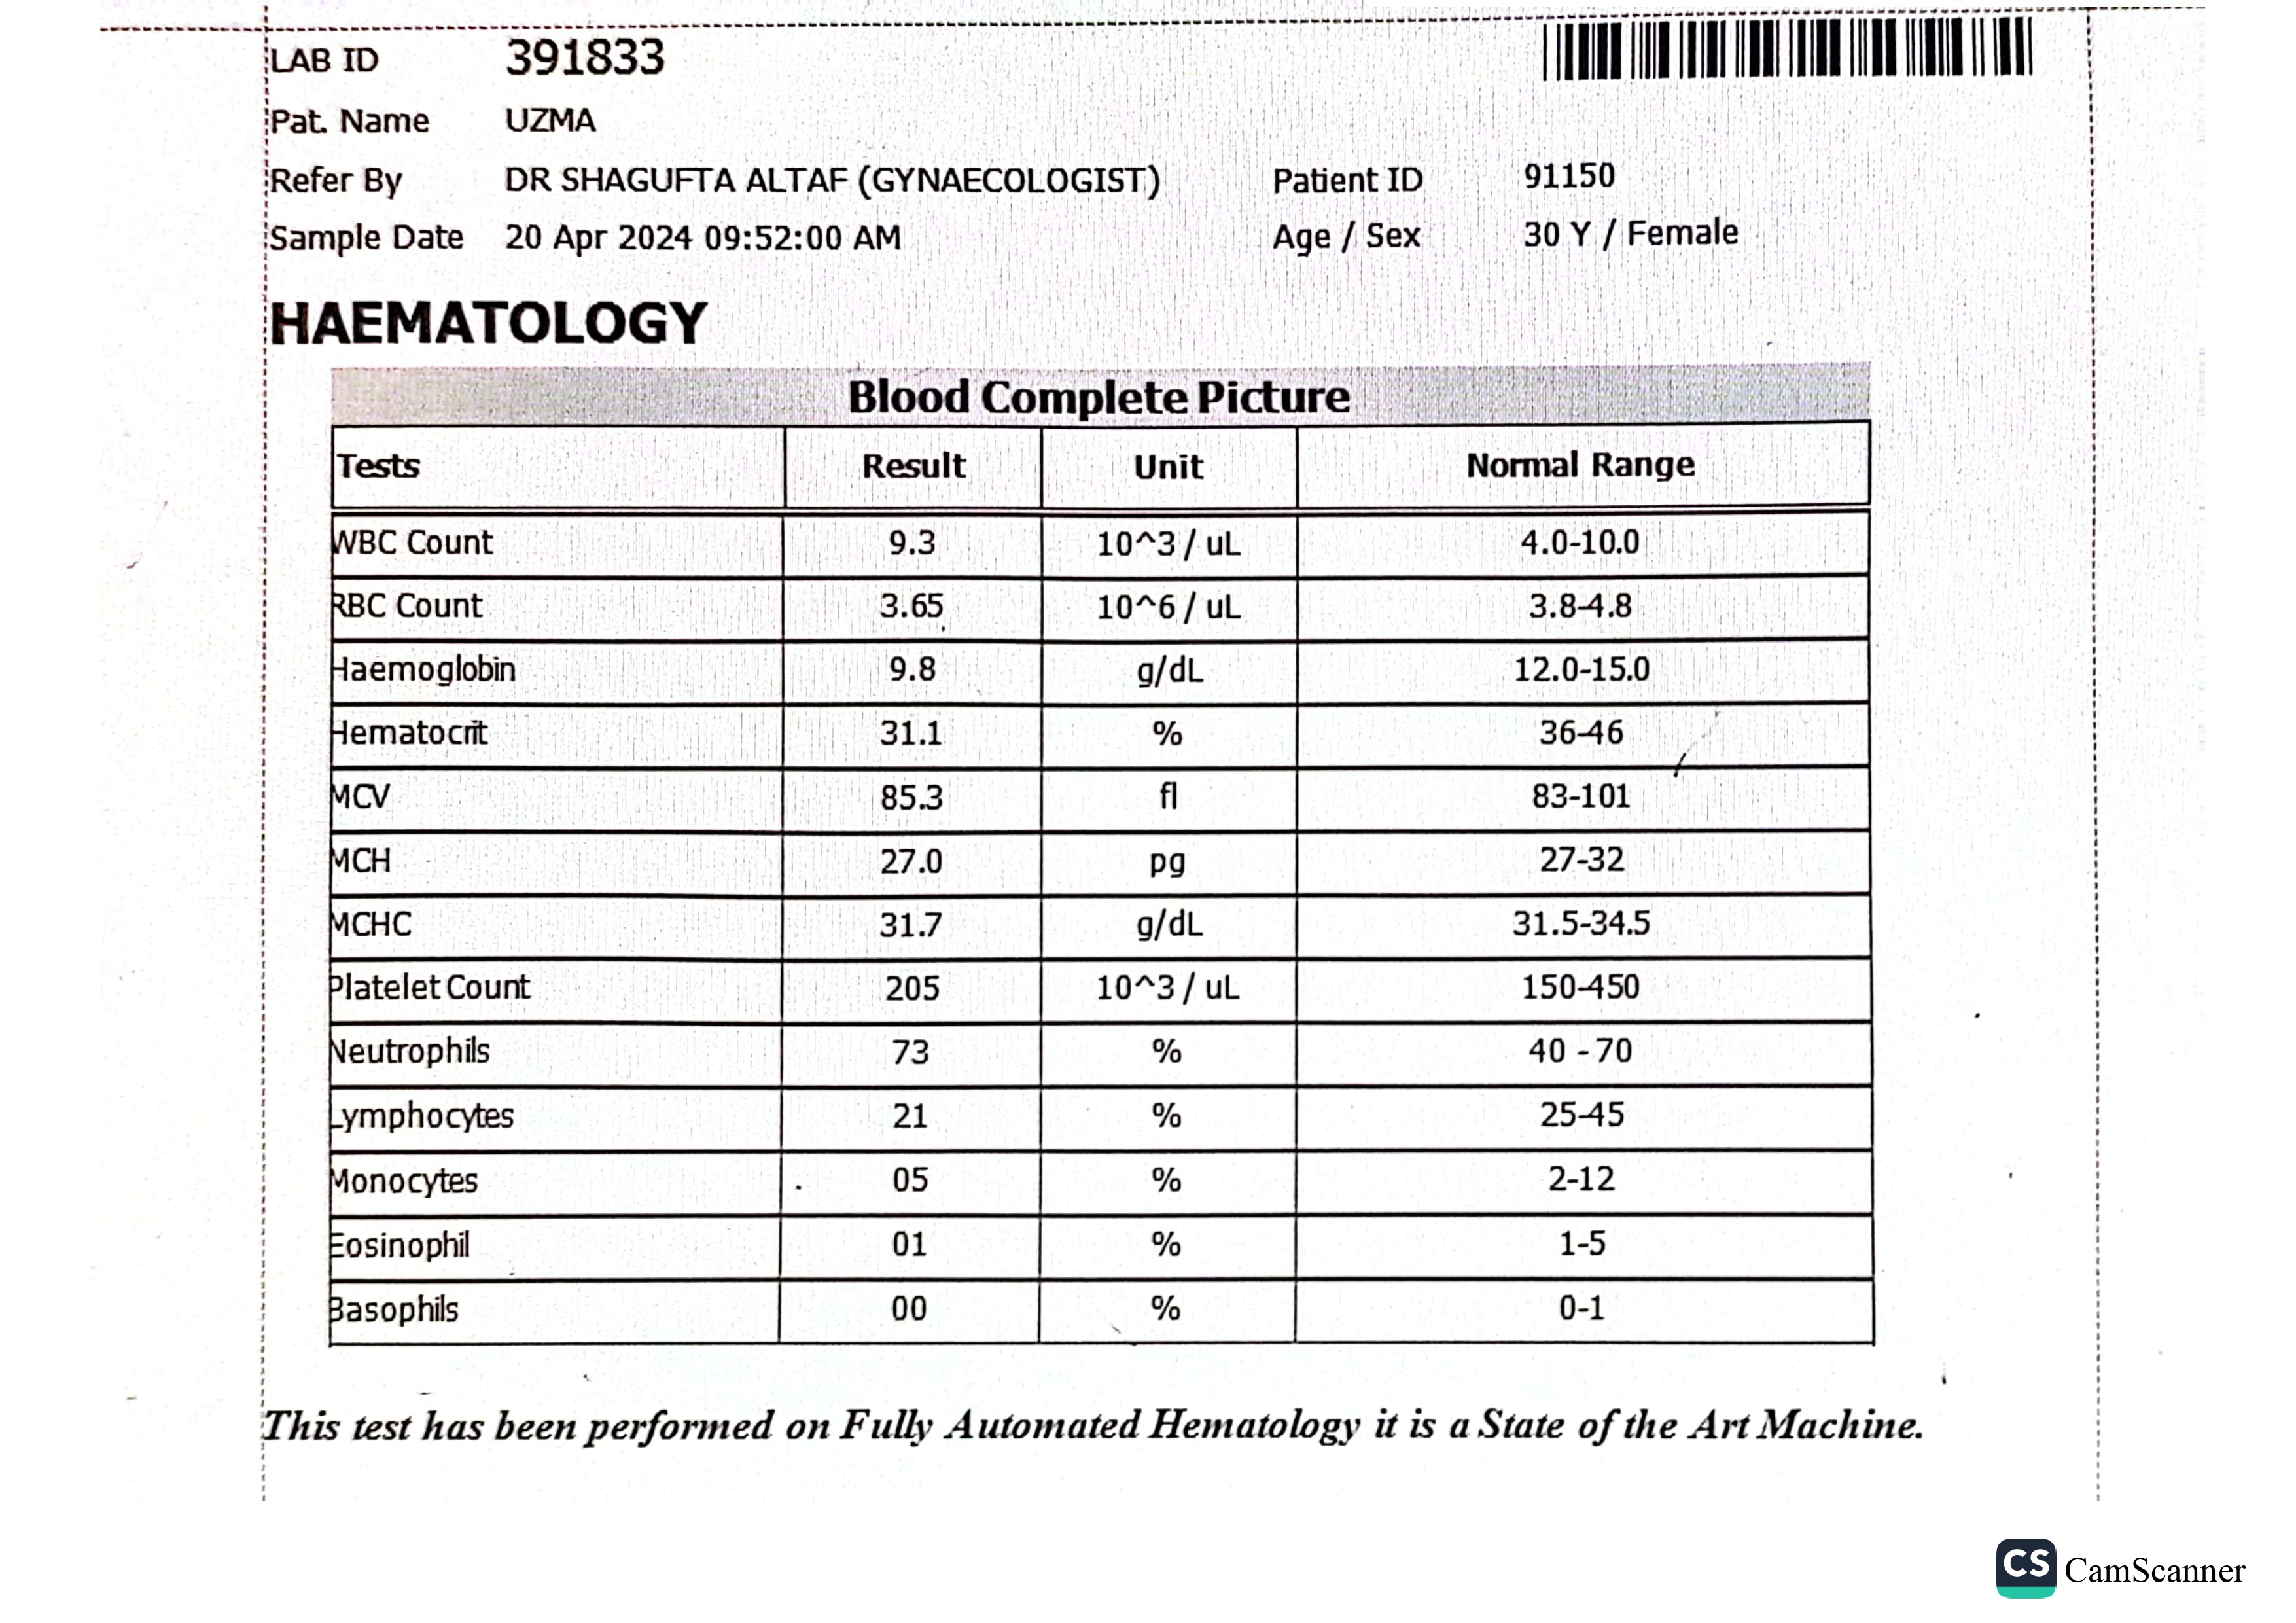 LAB ID 391833
Pat. Name UZMA
Refer By DR SHAGUFTA ALTAF (GYNAECOLOGIST) Patient ID 91150
Sample Date 20 Apr 2024 09:52:00 AM Age / Sex 30 Y / Female
HAEMATOLOGY
Blood Complete Picture
Tests Result Unit Normal Range
WBC Count 9.3 10^3 / uL 4.0-10.0
RBC Count 3.65 10^6 / uL 3.8-4.8
Haemoglobin 9.8 g/dL 12.0-15.0
Hematocrit 31.1 % 36-46
MCV 85.3 fl 83-101
MCH 27.0 pg 27-32
MCHC 31.7 g/dL 31.5-34.5
Platelet Count 205 10^3 / uL 150-450
Neutrophils 73 % 40 - 70
Lymphocytes 21 % 25-45
Monocytes 05 % 2-12
Eosinophil 01 % 1-5
Basophils 00 % 0-1
This test has been performed on Fully Automated Hematology it is a State of the Art Machine.
CS CamScanner